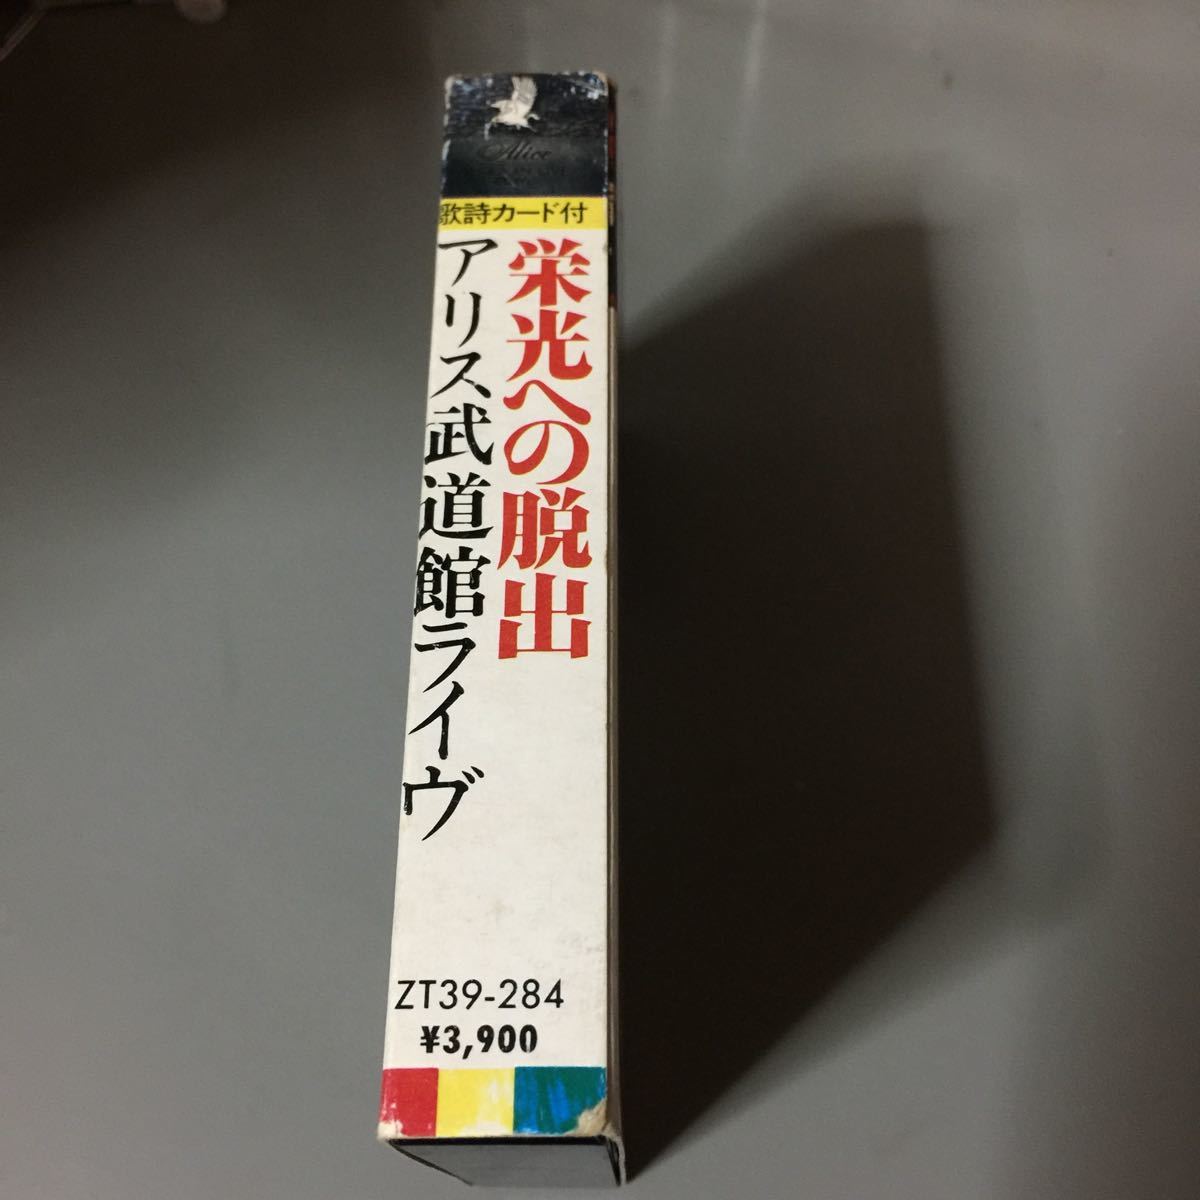 Alice
歌詩カード付
栄光への脱出
アリス武道館ライヴ
ZT39-284
¥3,900